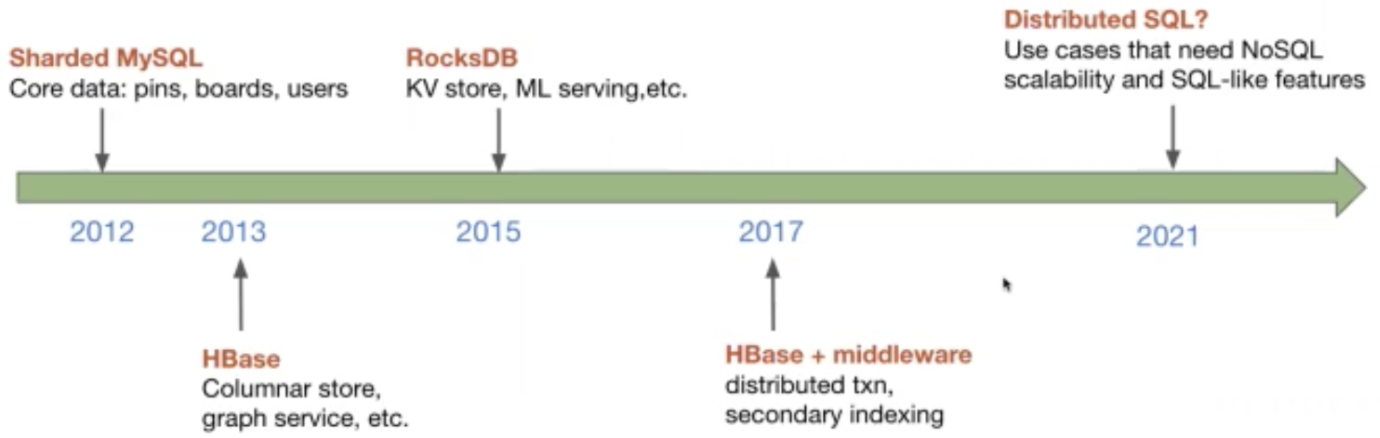 Distributed SQL?
Use cases that need NoSQL
scalability and SQL-like features
Sharded MySQL
Core data: pins, boards, users
RocksDB
KV store, ML serving,etc.
2012
2013
2015
2017
2021
HBase
Columnar store,
graph service, etc.
HBase + middleware
distributed txn,
secondary indexing